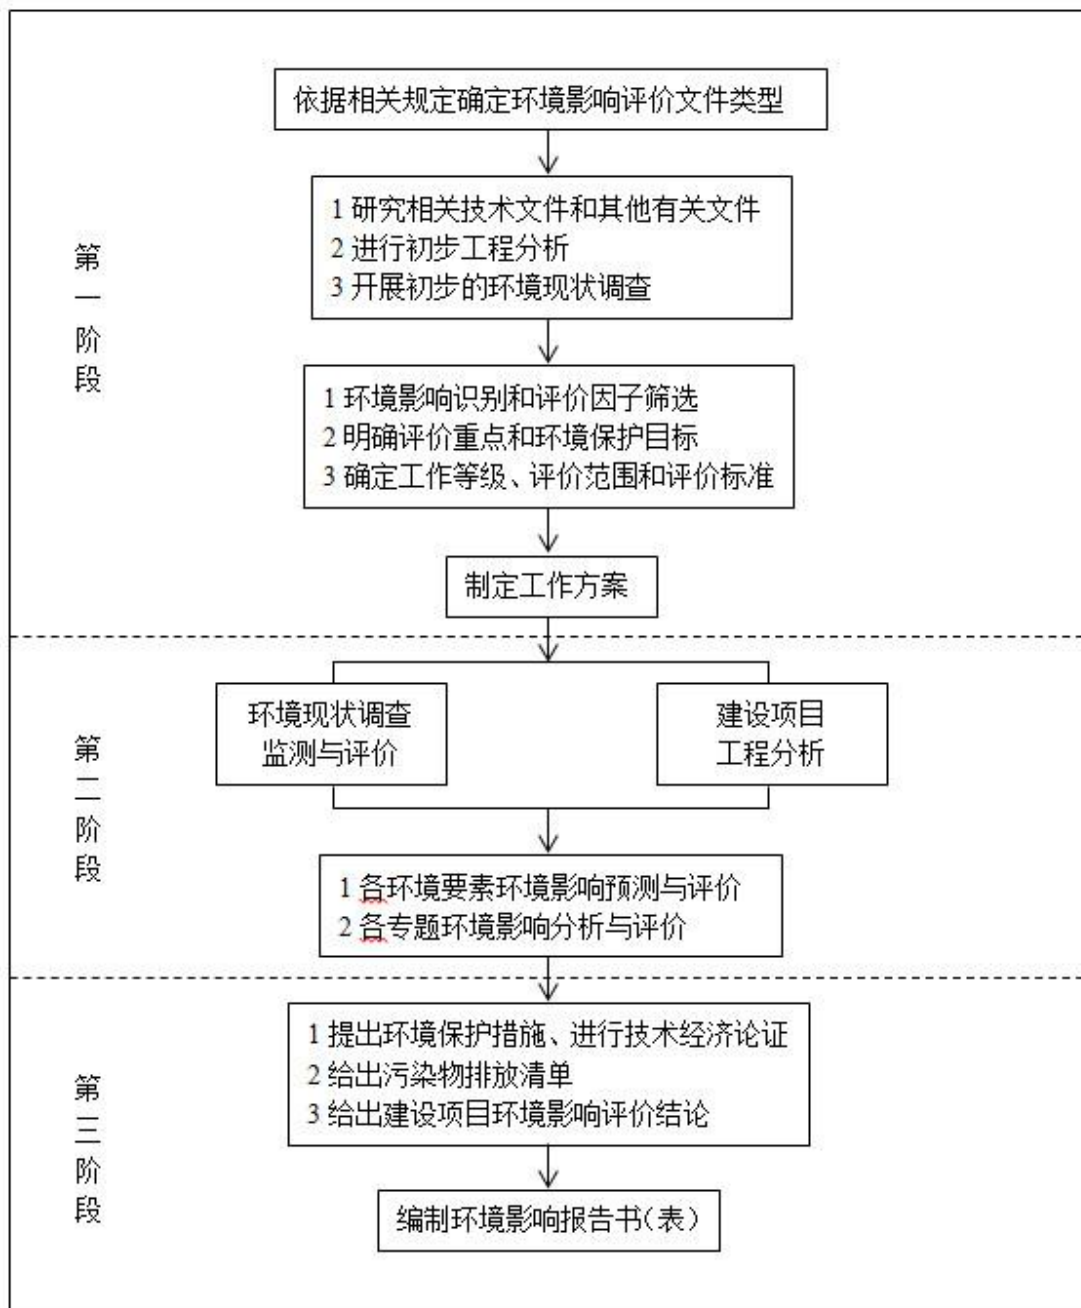 依据相关规定确定环境影响评价文件类型
1 研究相关技术文件和其他有关文件
2 进行初步工程分析
3 开展初步的环境现状调查
第一阶段
1 环境影响识别和评价因子筛选
2 明确评价重点和环境保护目标
3 确定工作等级、评价范围和评价标准
制定工作方案
环境现状调查
监测与评价
建设项目
工程分析
第二阶段
1 各环境要素环境影响预测与评价
2 各专题环境影响分析与评价
1 提出环境保护措施、进行技术经济论证
2 给出污染物排放清单
3 给出建设项目环境影响评价结论
第三阶段
编制环境影响报告书(表)